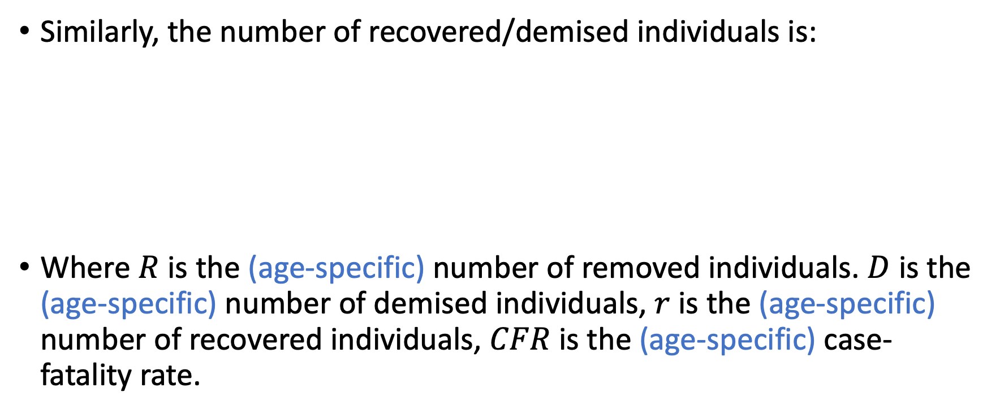 • Similarly, the number of recovered/demised individuals is:
• Where R is the (age-specific) number of removed individuals. D is the
(age-specific) number of demised individuals, r is the (age-specific)
number of recovered individuals, CFR is the (age-specific) case-
fatality rate.